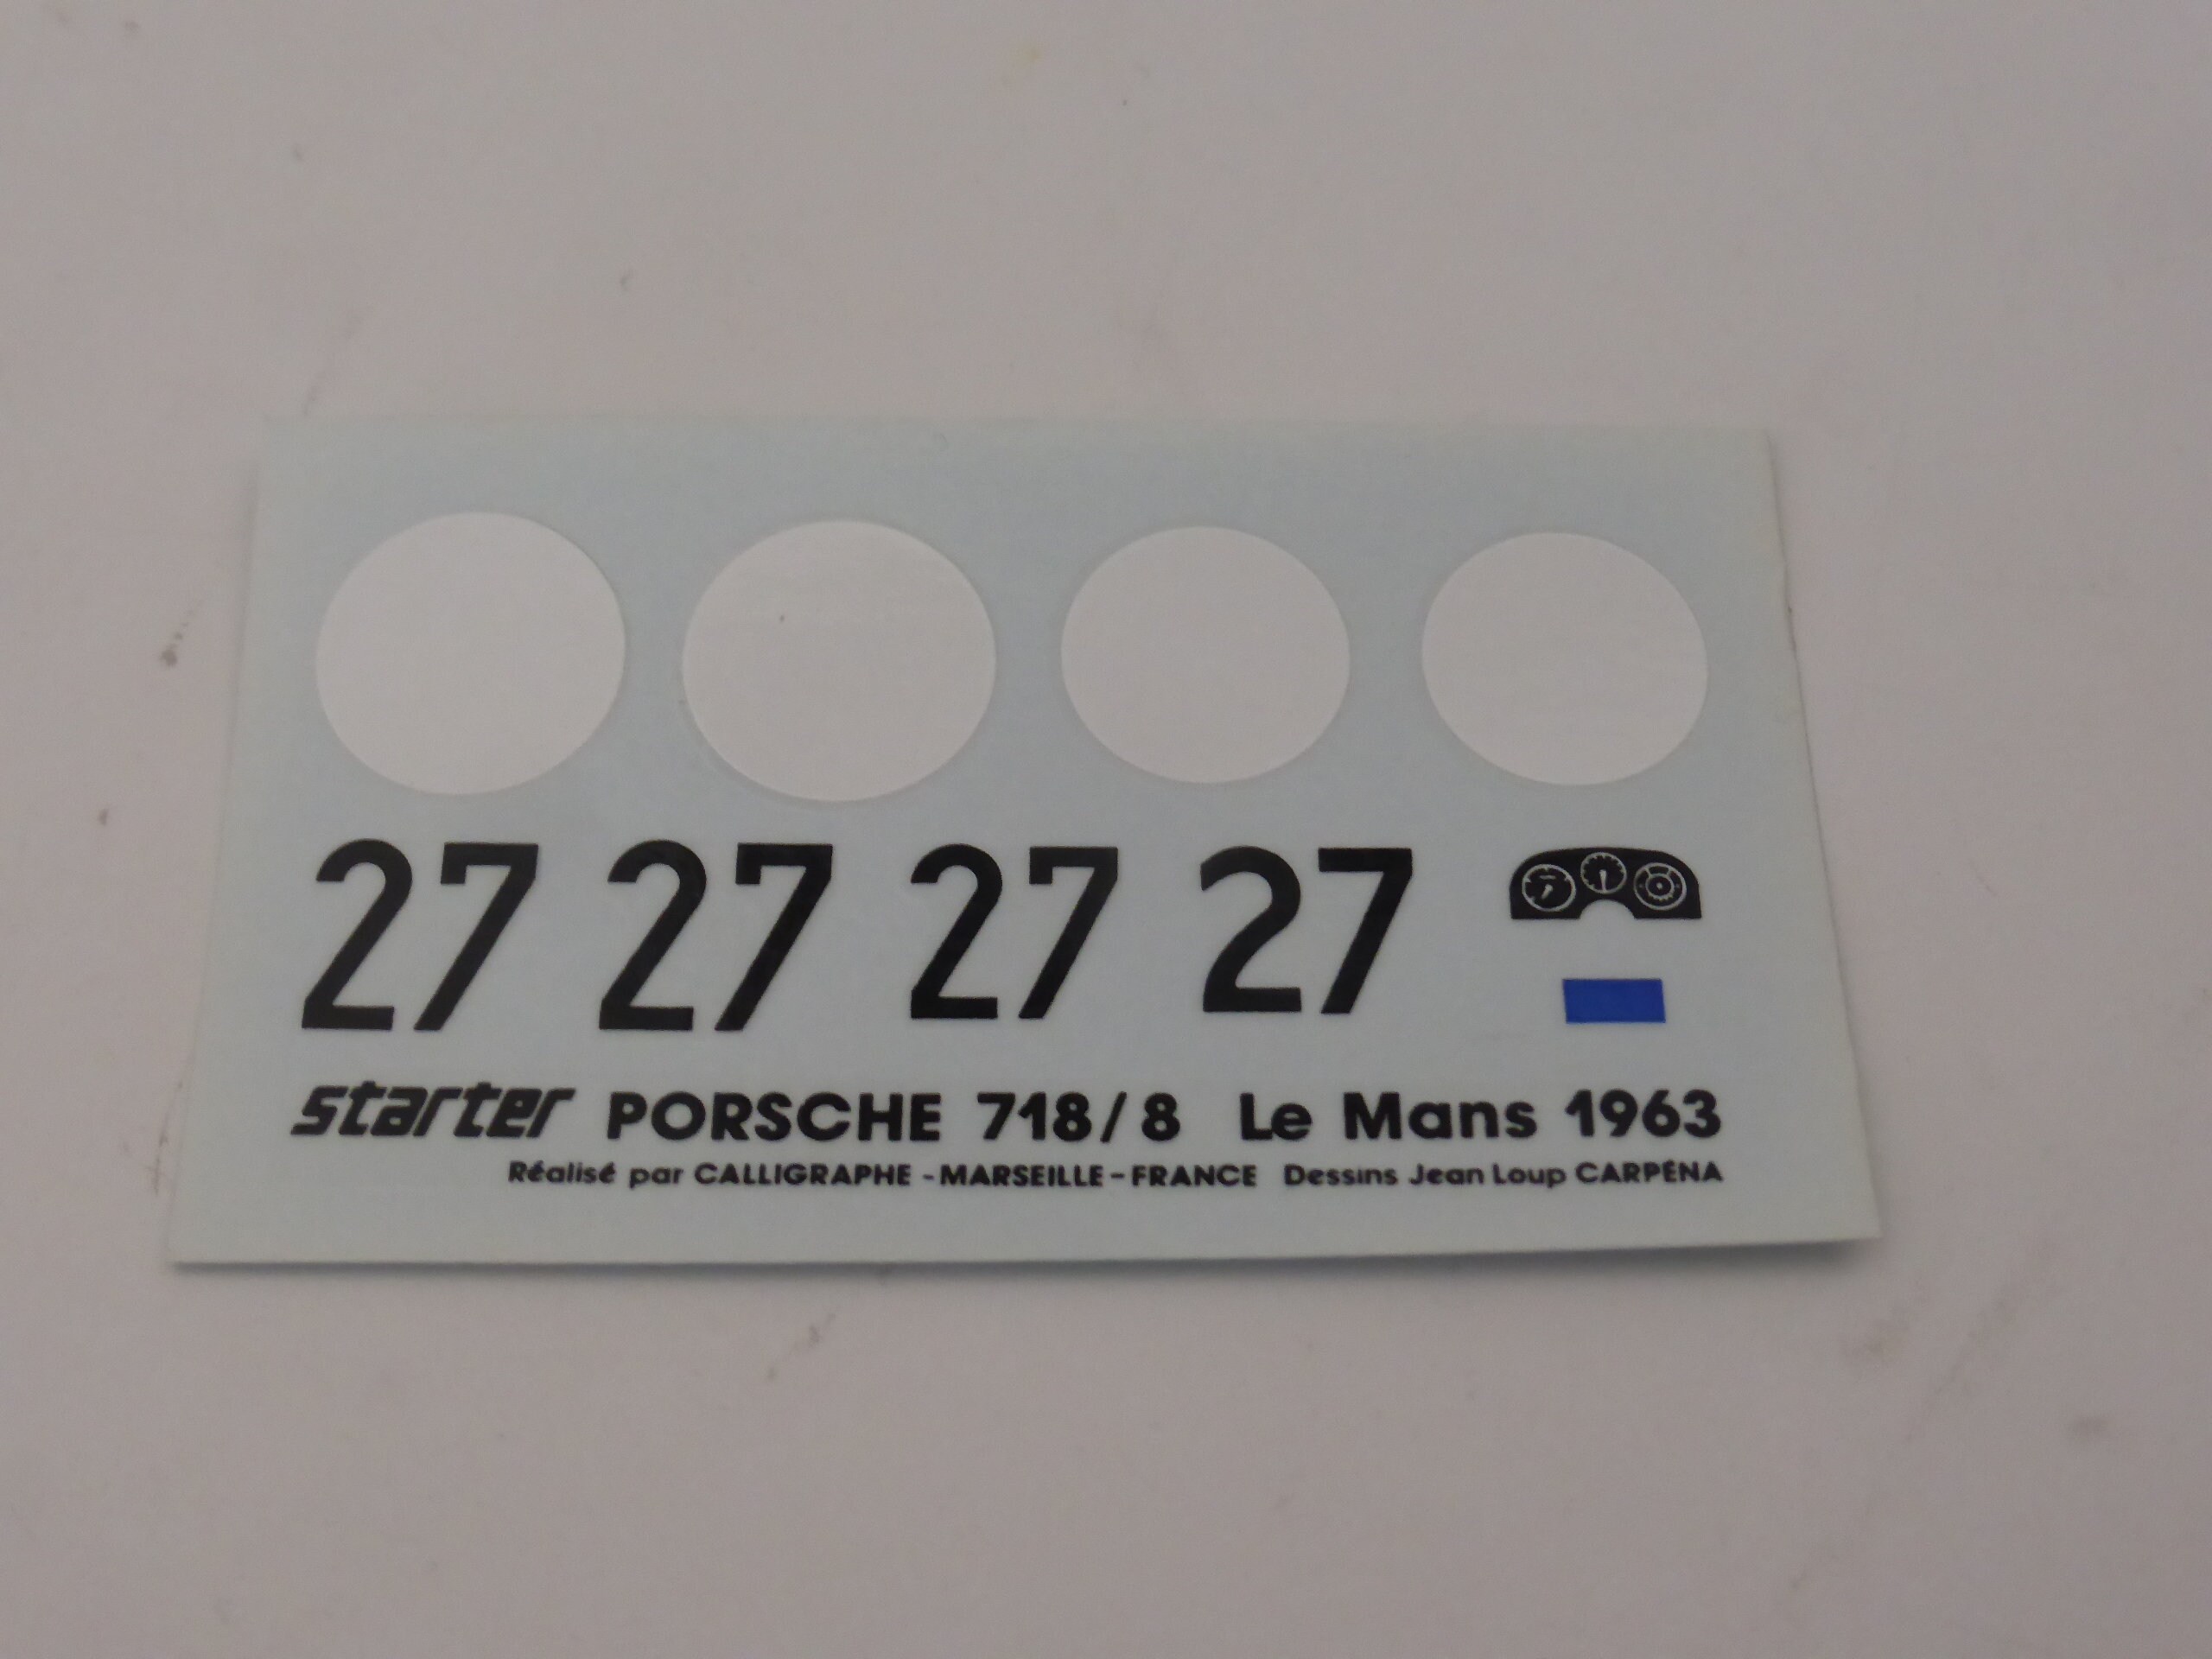 27 27 27 27
starter PORSCHE 718/8 Le Mans 1963
Réalisé par CALLIGRAPHE - MARSEILLE - FRANCE Dessins Jean Loup CARPÉNA